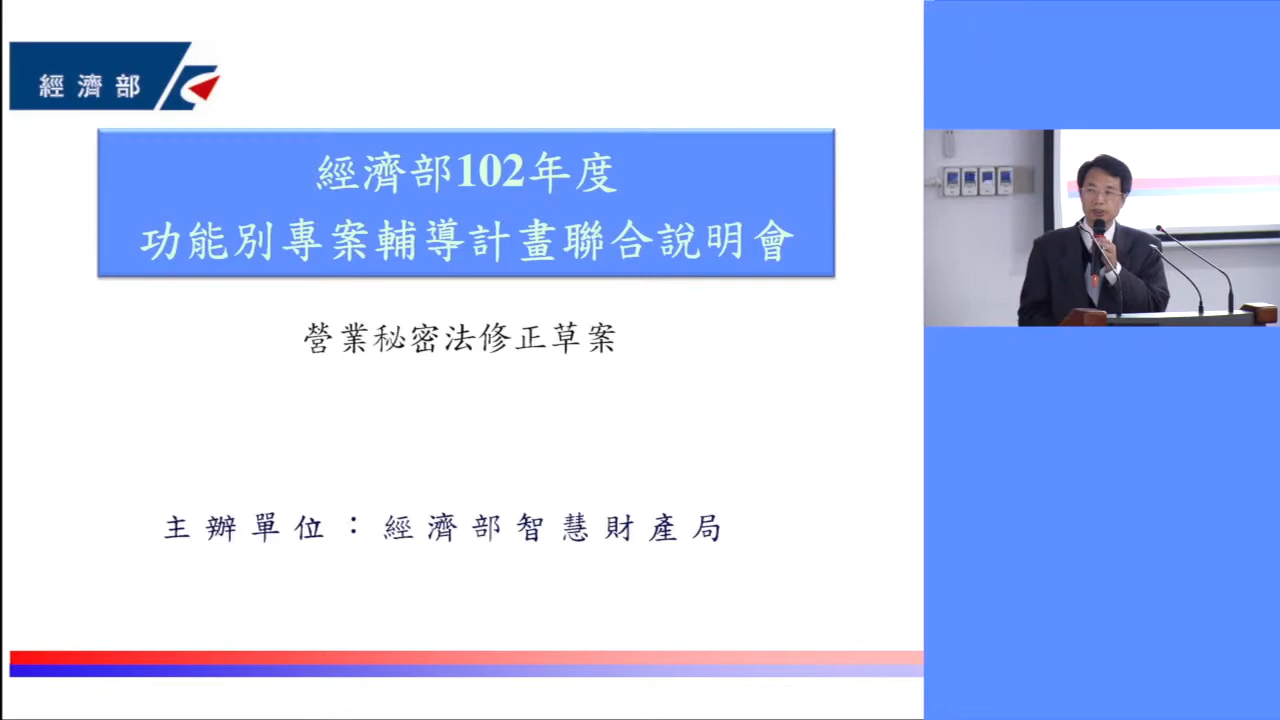 經濟部
經濟部102年度
功能別專案輔導計畫聯合說明會
營業秘密法修正草案
主辦單位：經濟部智慧財產局